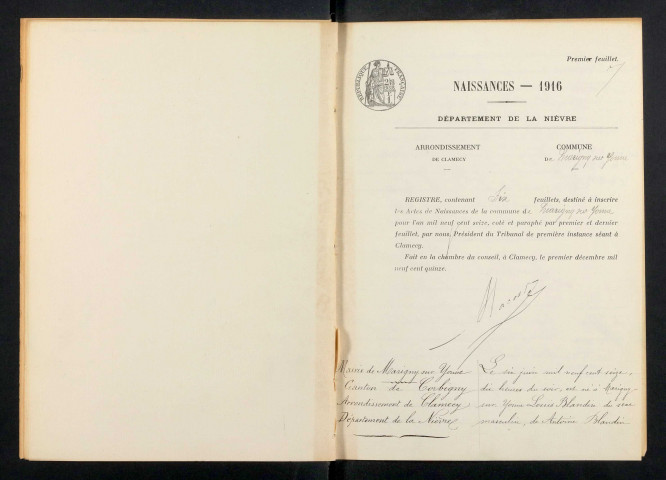 Premier feuillet.
RÉPUBLIQUE FRANÇAISE
NAISSANCES — 1916
DÉPARTEMENT DE LA NIÈVRE
ARRONDISSEMENT
DE CLAMECY
COMMUNE
DE Marigny sur Yonne
REGISTRE, contenant Six feuillets, destiné à inscrire
les Actes de Naissances de la commune de Marigny sur Yonne
pour l'an mil neuf cent seize, coté et paraphé par premier et dernier
feuillet, par nous, Président du Tribunal de première instance séant à
Clamecy.
Fait en la chambre du conseil, à Clamecy, le premier décembre mil
neuf cent quinze.
Mairie de Marigny sur Yonne
Canton de Corbigny
Arrondissement de Clamecy
Département de la Nièvre
Le six juin mil neuf cent seize,
dix heures du soir, est né à Marigny-
sur Yonne Louis Blandin du sexe
masculin, de Antoine Blandin